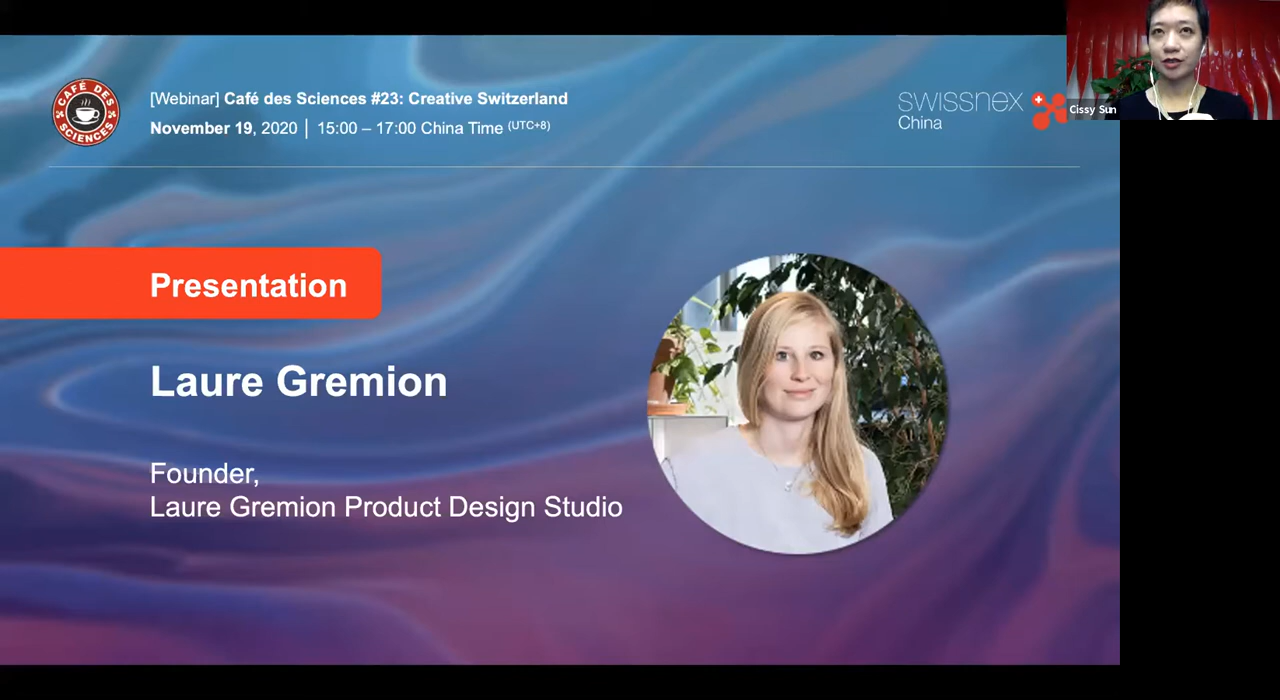 CAFÉ DES
SCIENCES
[Webinar] Café des Sciences #23: Creative Switzerland
November 19, 2020 | 15:00 – 17:00 China Time (UTC+8)
swissnex
China
Cissy Sun
Presentation
Laure Gremion
Founder,
Laure Gremion Product Design Studio